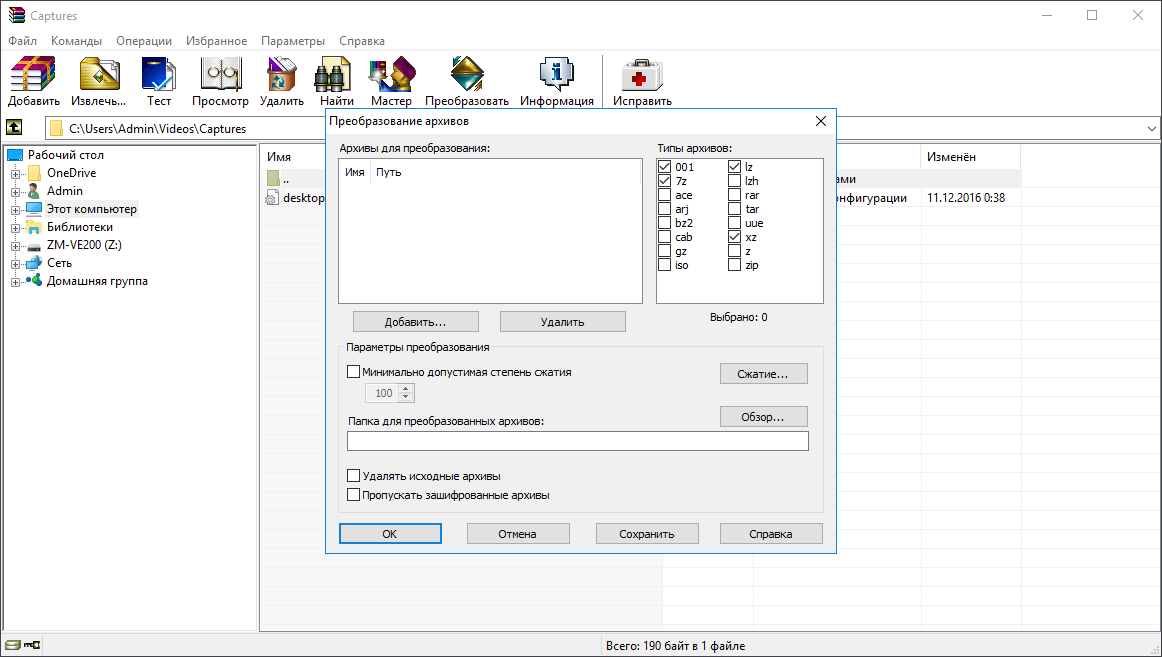 Captures
Файл Команды Операции Избранное Параметры Справка
Добавить Извлечь... Тест Просмотр Удалить Найти Мастер Преобразовать Информация Исправить
C:\Users\Admin\Videos\Captures
Рабочий стол
OneDrive
Admin
Этот компьютер
Библиотеки
ZM-VE200 (Z:)
Сеть
Домашняя группа
Имя Изменён
.. ами
desktop онфигурации 11.12.2016 0:38
Преобразование архивов
Архивы для преобразования:
Имя Путь
Типы архивов:
001 lz
7z lzh
ace rar
arj tar
bz2 uue
cab xz
gz z
iso zip
Добавить... Удалить
Выбрано: 0
Параметры преобразования
Минимально допустимая степень сжатия
100
Сжатие...
Обзор...
Папка для преобразованных архивов:
Удалять исходные архивы
Пропускать зашифрованные архивы
OK Отмена Сохранить Справка
Всего: 190 байт в 1 файле